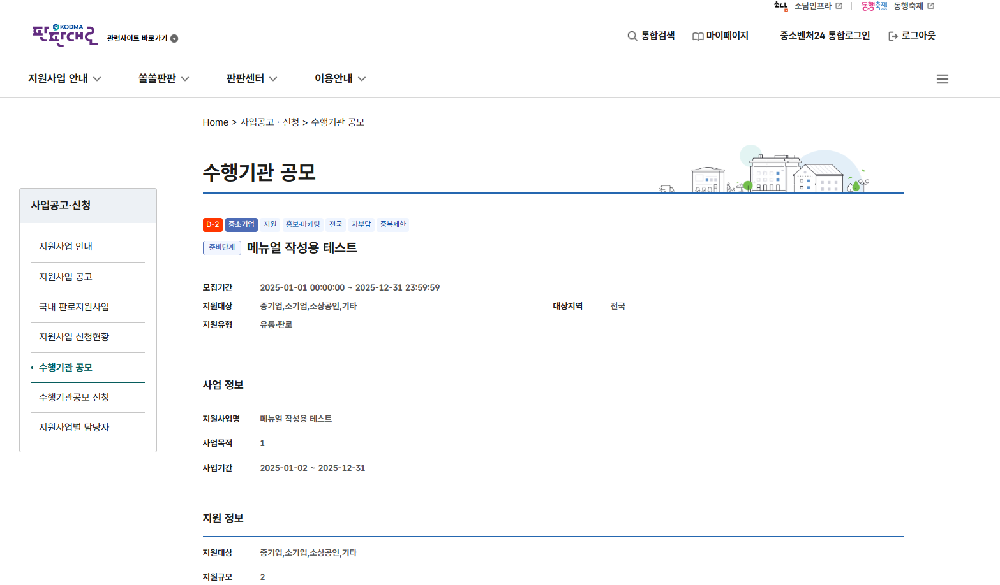 소담 소담인프라 동행축제 동행축제
KODMA
판판대로 관련사이트 바로가기
통합검색 마이페이지 중소벤처24 통합로그인 로그아웃
지원사업 안내 쏠쏠판판 판판센터 이용안내
Home > 사업공고 · 신청 > 수행기관 공모
수행기관 공모
사업공고·신청
지원사업 안내
지원사업 공고
국내 판로지원사업
지원사업 신청현황
수행기관 공모
수행기관공모 신청
지원사업별 담당자
D-2 중소기업 지원 홍보·마케팅 전국 자부담 중복제한
준비단계 메뉴얼 작성용 테스트
모집기간 2025-01-01 00:00:00 ~ 2025-12-31 23:59:59
지원대상 중기업,소기업,소상공인,기타 대상지역 전국
지원유형 유통·판로
사업 정보
지원사업명 메뉴얼 작성용 테스트
사업목적 1
사업기간 2025-01-02 ~ 2025-12-31
지원 정보
지원대상 중기업,소기업,소상공인,기타
지원규모 2